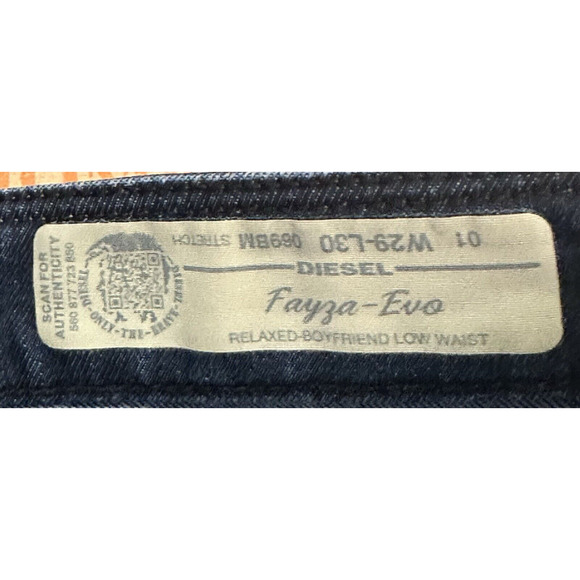 SCAN FOR
AUTHENTICITY
560 877 723 850
DIESEL
ONLY-THE-BRAVE
01 W29-L30 069BM STRETCH
DIESEL
Fayza-Evo
RELAXED-BOYFRIEND LOW WAIST